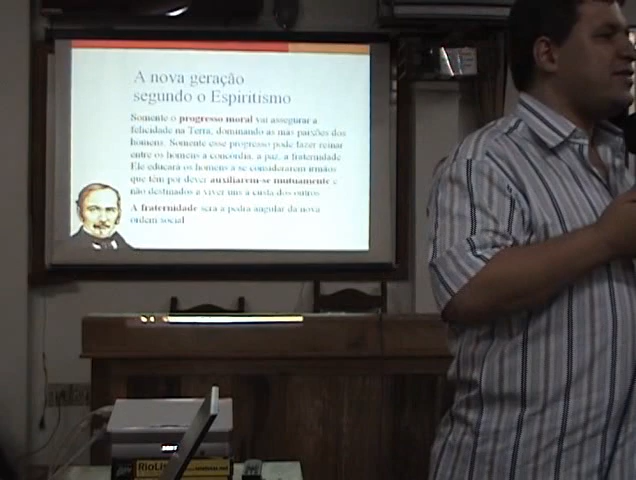 A nova geração
segundo o Espiritismo
Somente o progresso moral vai assegurar a
felicidade na Terra, dominando as más paixões dos
homens. Somente esse progresso pode fazer reinar
entre os homens a concórdia, a paz, a fraternidade
Ele educará os homens a se considerarem irmãos
que têm por dever auxiliarem-se mutuamente e
não destinados a viver uns à custa dos outros
A fraternidade será a pedra angular da nova
ordem social
SONY
RioLis